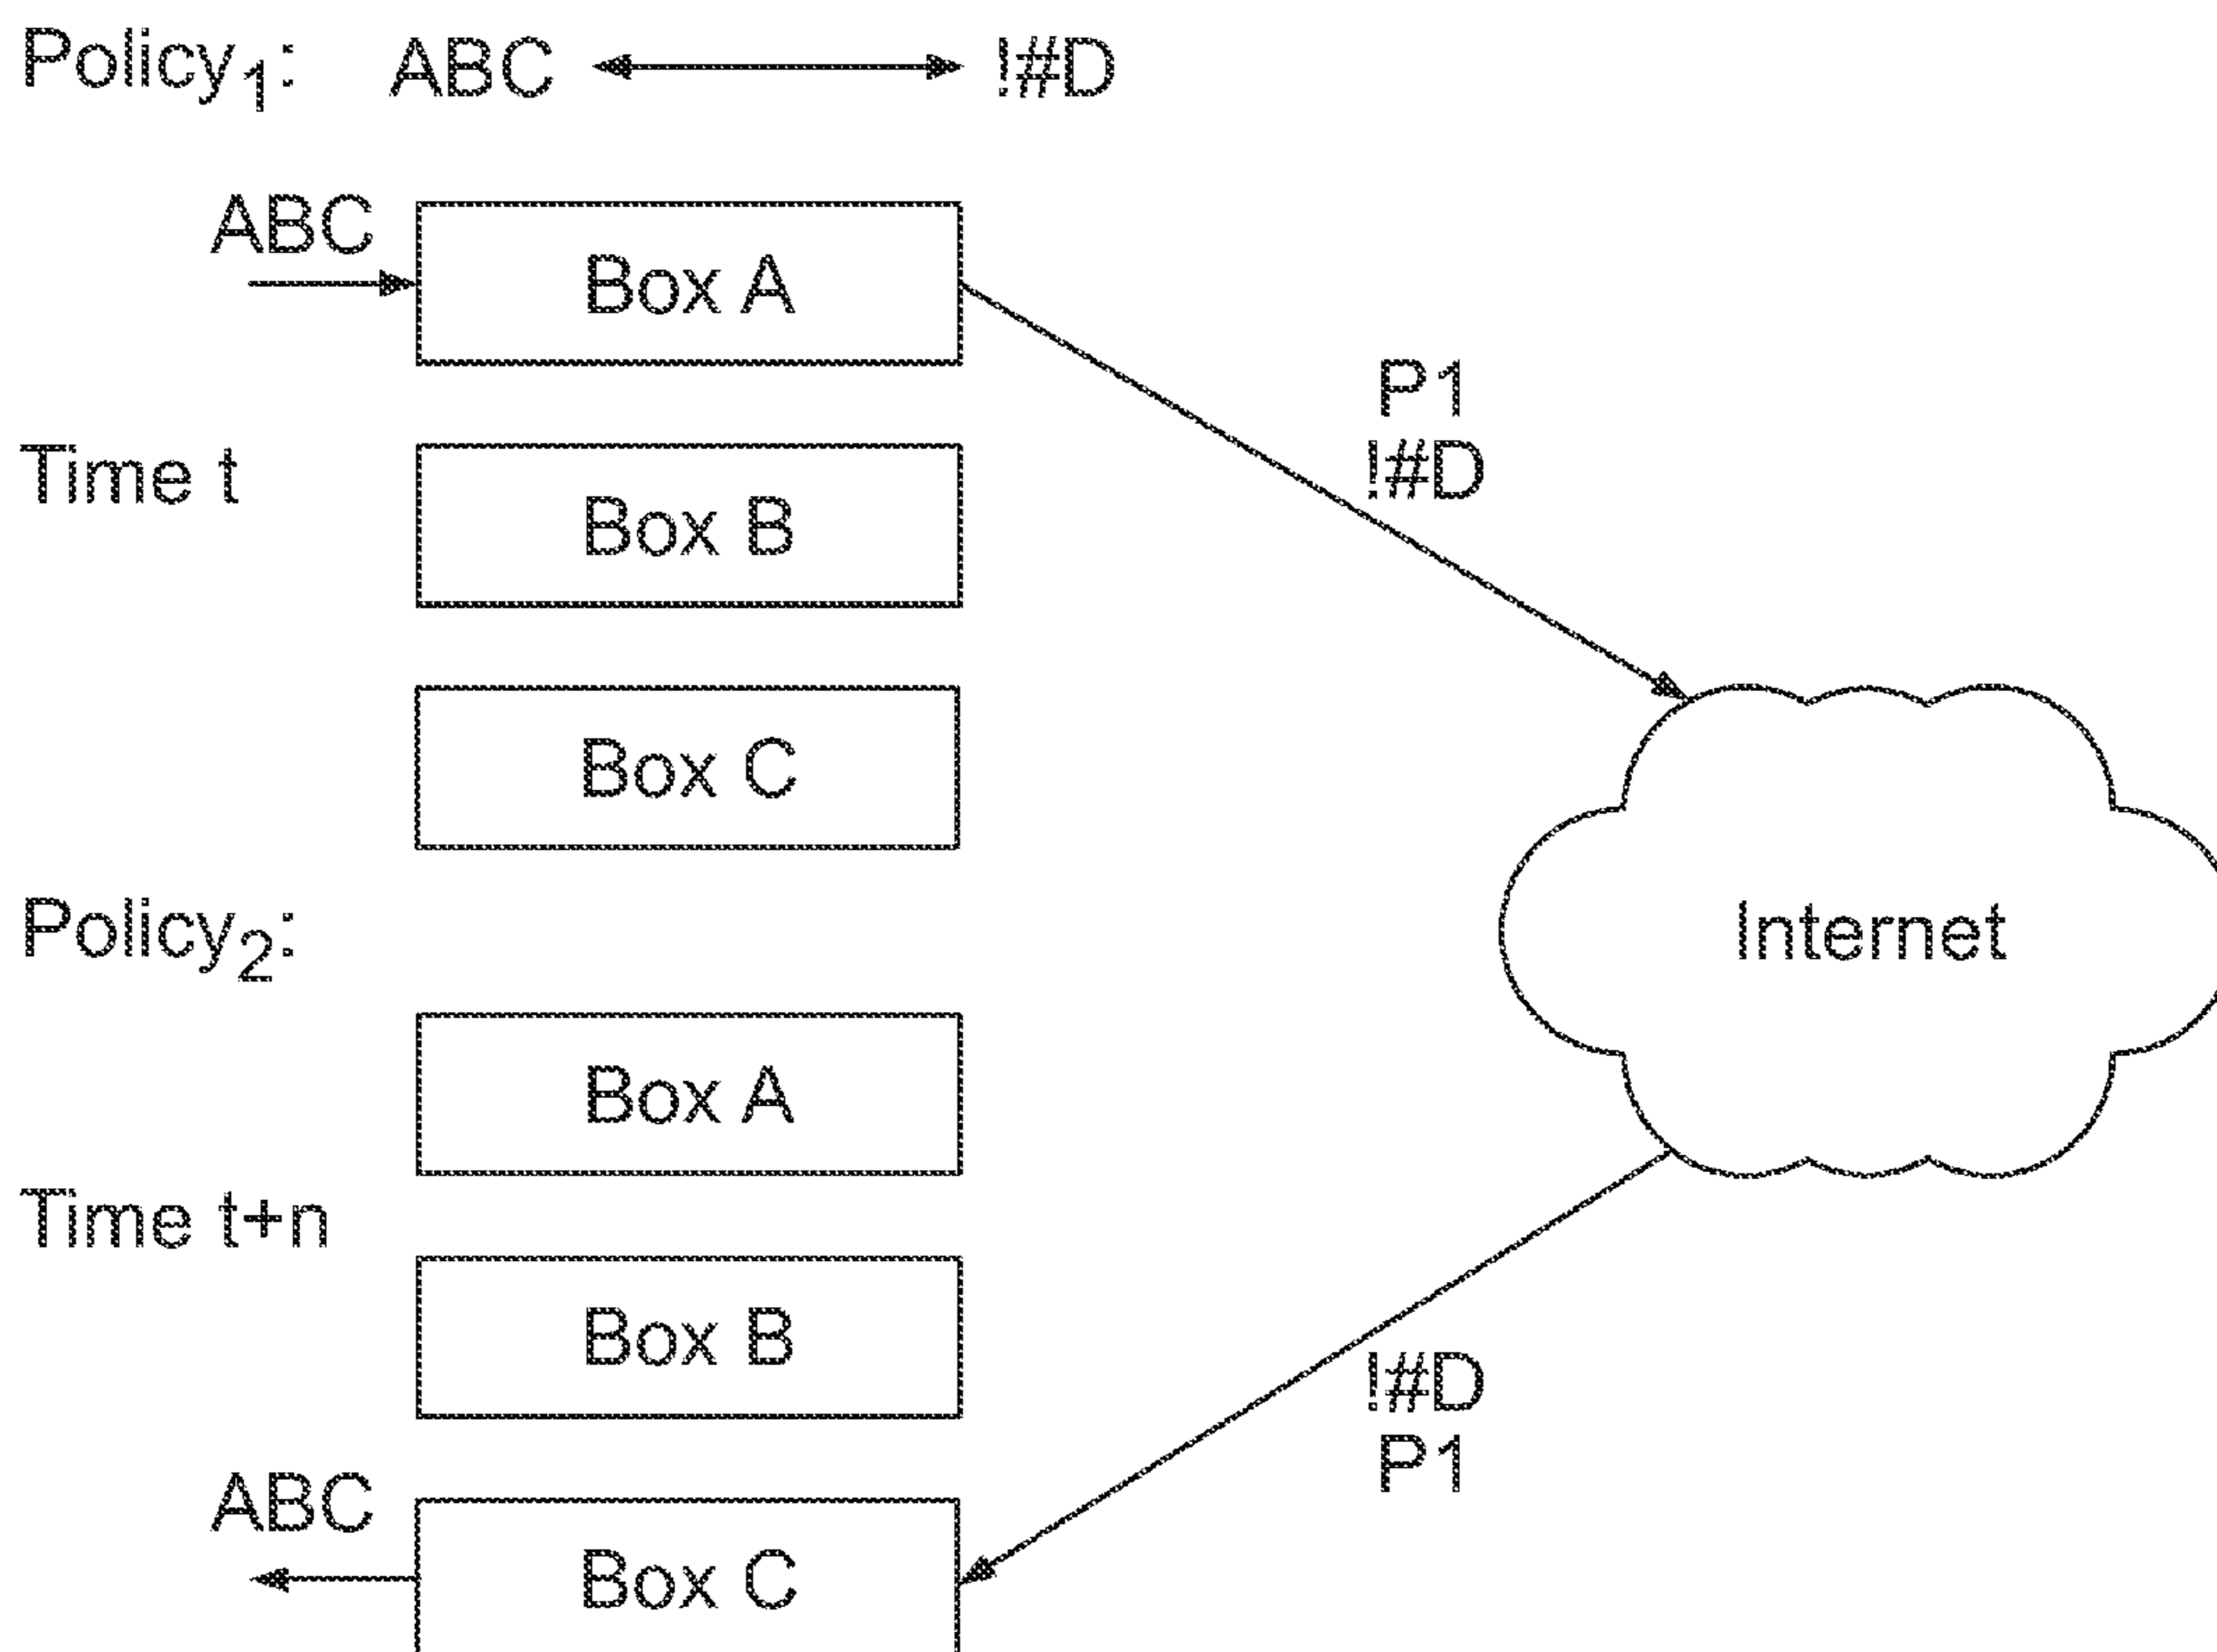 Policy₁: ABC !#D
ABC
Box A
P1
!#D
Time t
Box B
Box C
Policy₂:
Internet
Box A
Time t+n
Box B
!#D
P1
ABC
Box C